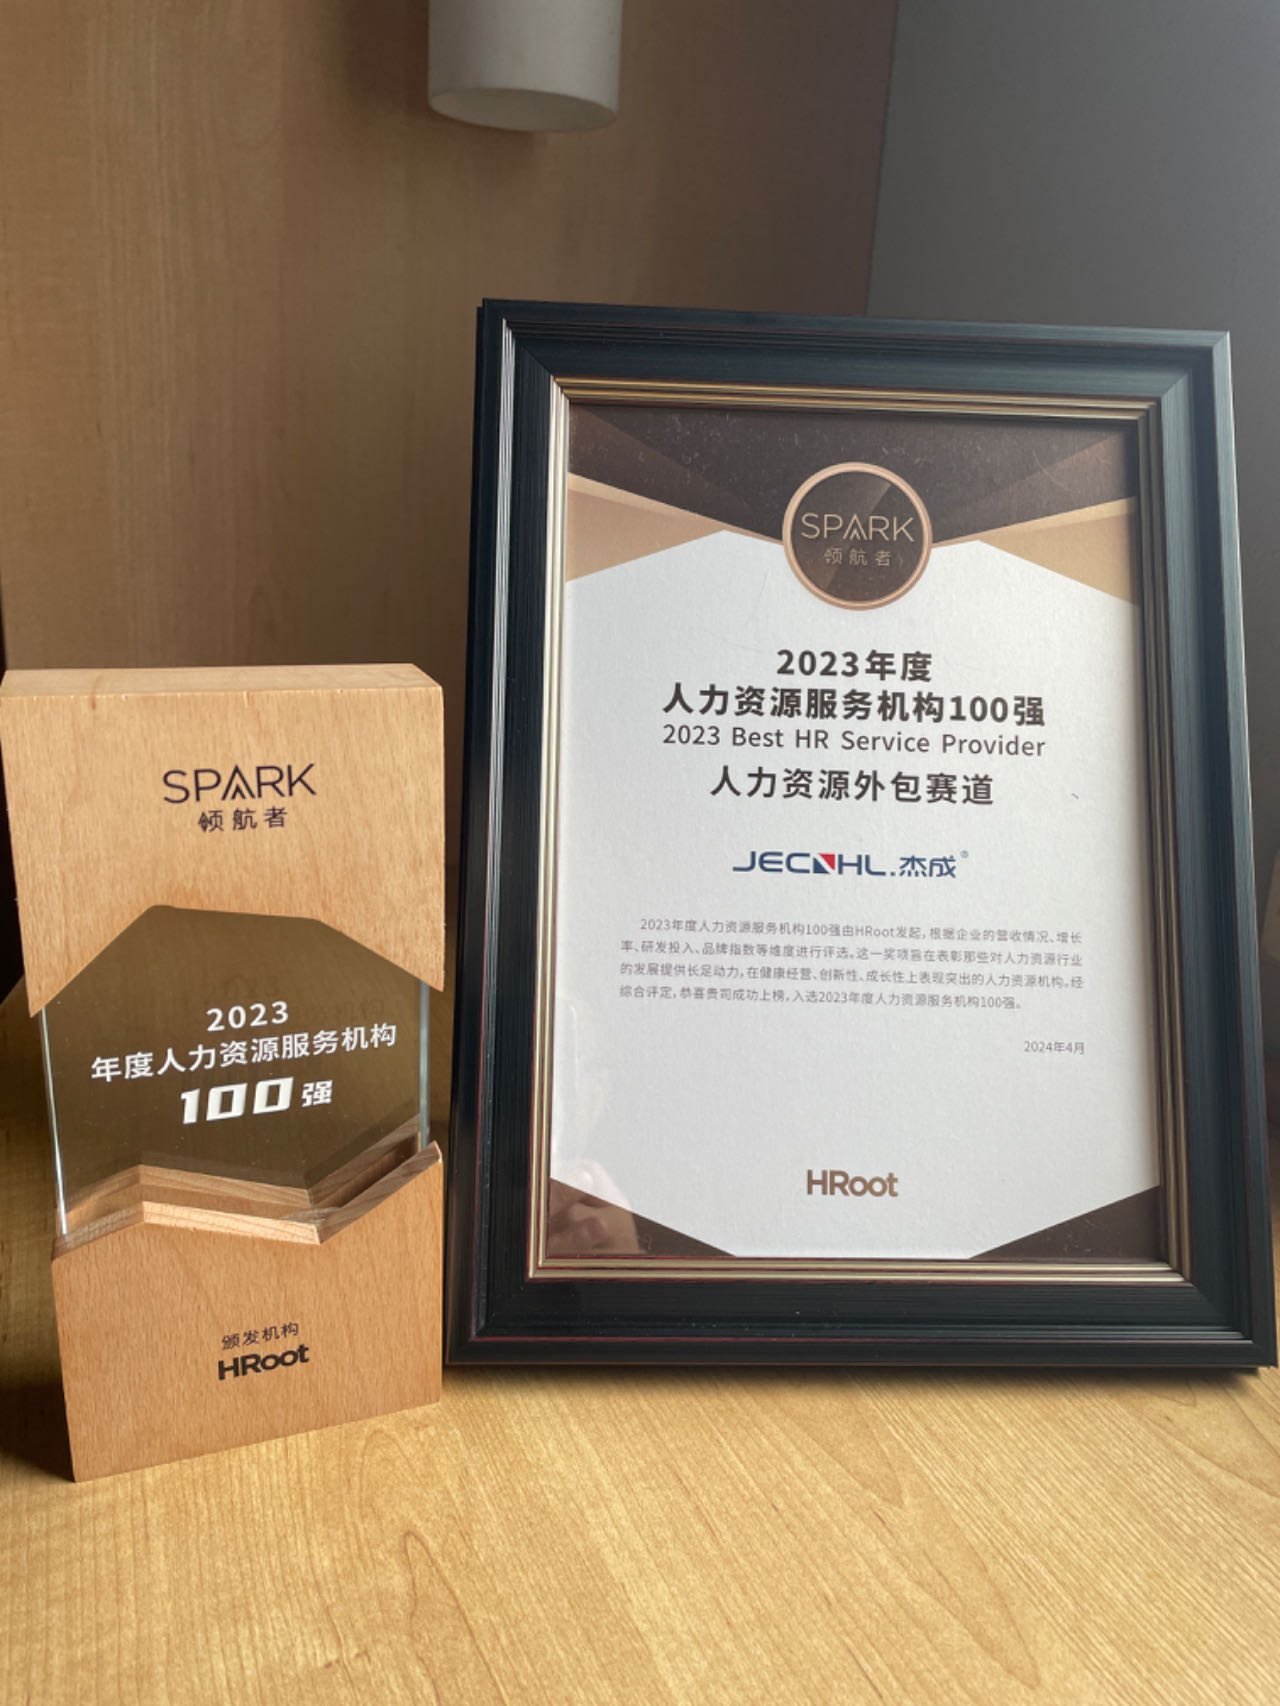 SPARK
领航者
2023
年度人力资源服务机构
100强
颁发机构
HRoot
SPARK
领航者
2023年度
人力资源服务机构100强
2023 Best HR Service Provider
人力资源外包赛道
JECNHL.杰成®
2023年度人力资源服务机构100强由HRoot发起，根据企业的营收情况、增长
率、研发投入、品牌指数等维度进行评选。这一奖项旨在表彰那些对人力资源行业
的发展提供长足动力，在健康经营、创新性、成长性上表现突出的人力资源机构。经
综合评定，恭喜贵司成功上榜，入选2023年度人力资源服务机构100强。
2024年4月
HRoot